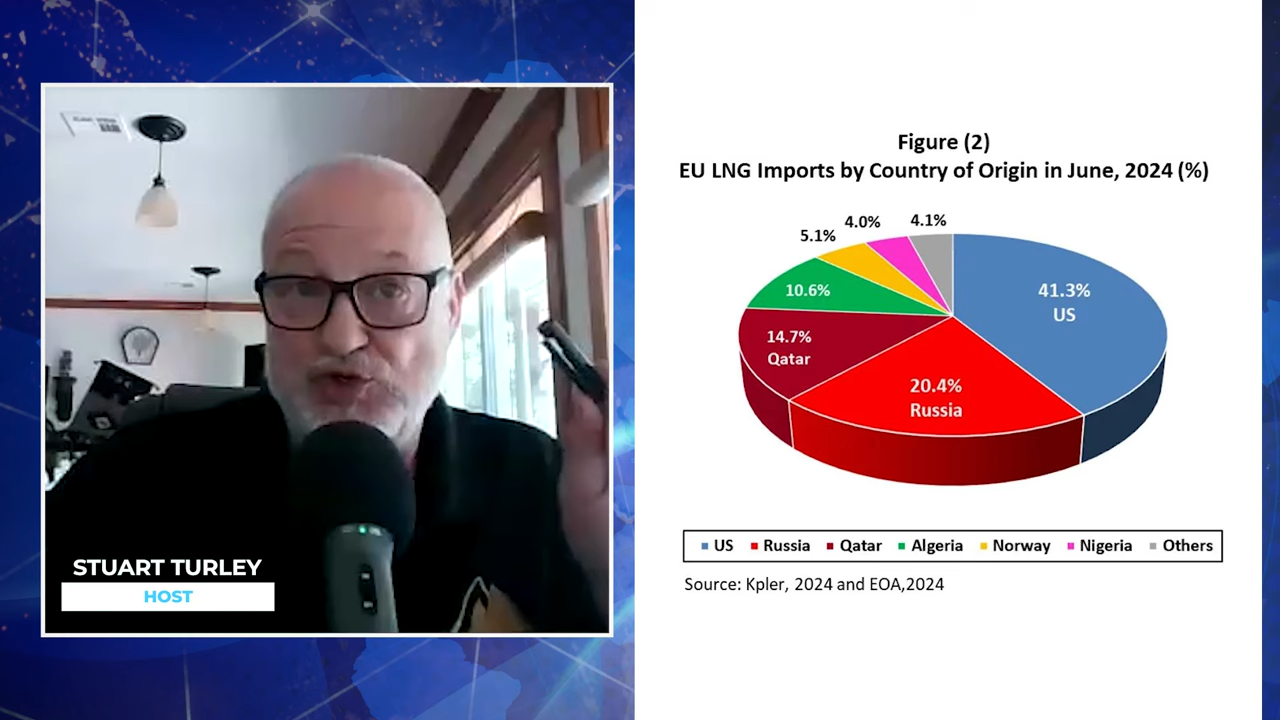 STUART TURLEY
HOST
Figure (2)
EU LNG Imports by Country of Origin in June, 2024 (%)
5.1%
4.0%
4.1%
10.6%
41.3%
US
14.7%
Qatar
20.4%
Russia
US Russia Qatar Algeria Norway Nigeria Others
Source: Kpler, 2024 and EOA,2024